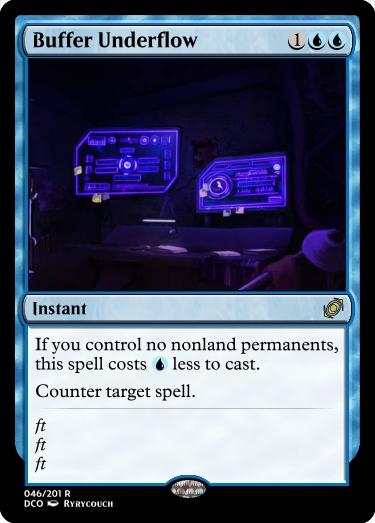 Buffer Underflow 1
Instant
If you control no nonland permanents,
this spell costs less to cast.
Counter target spell.
ft
ft
ft
046/201 R
DCO Ryrycouch